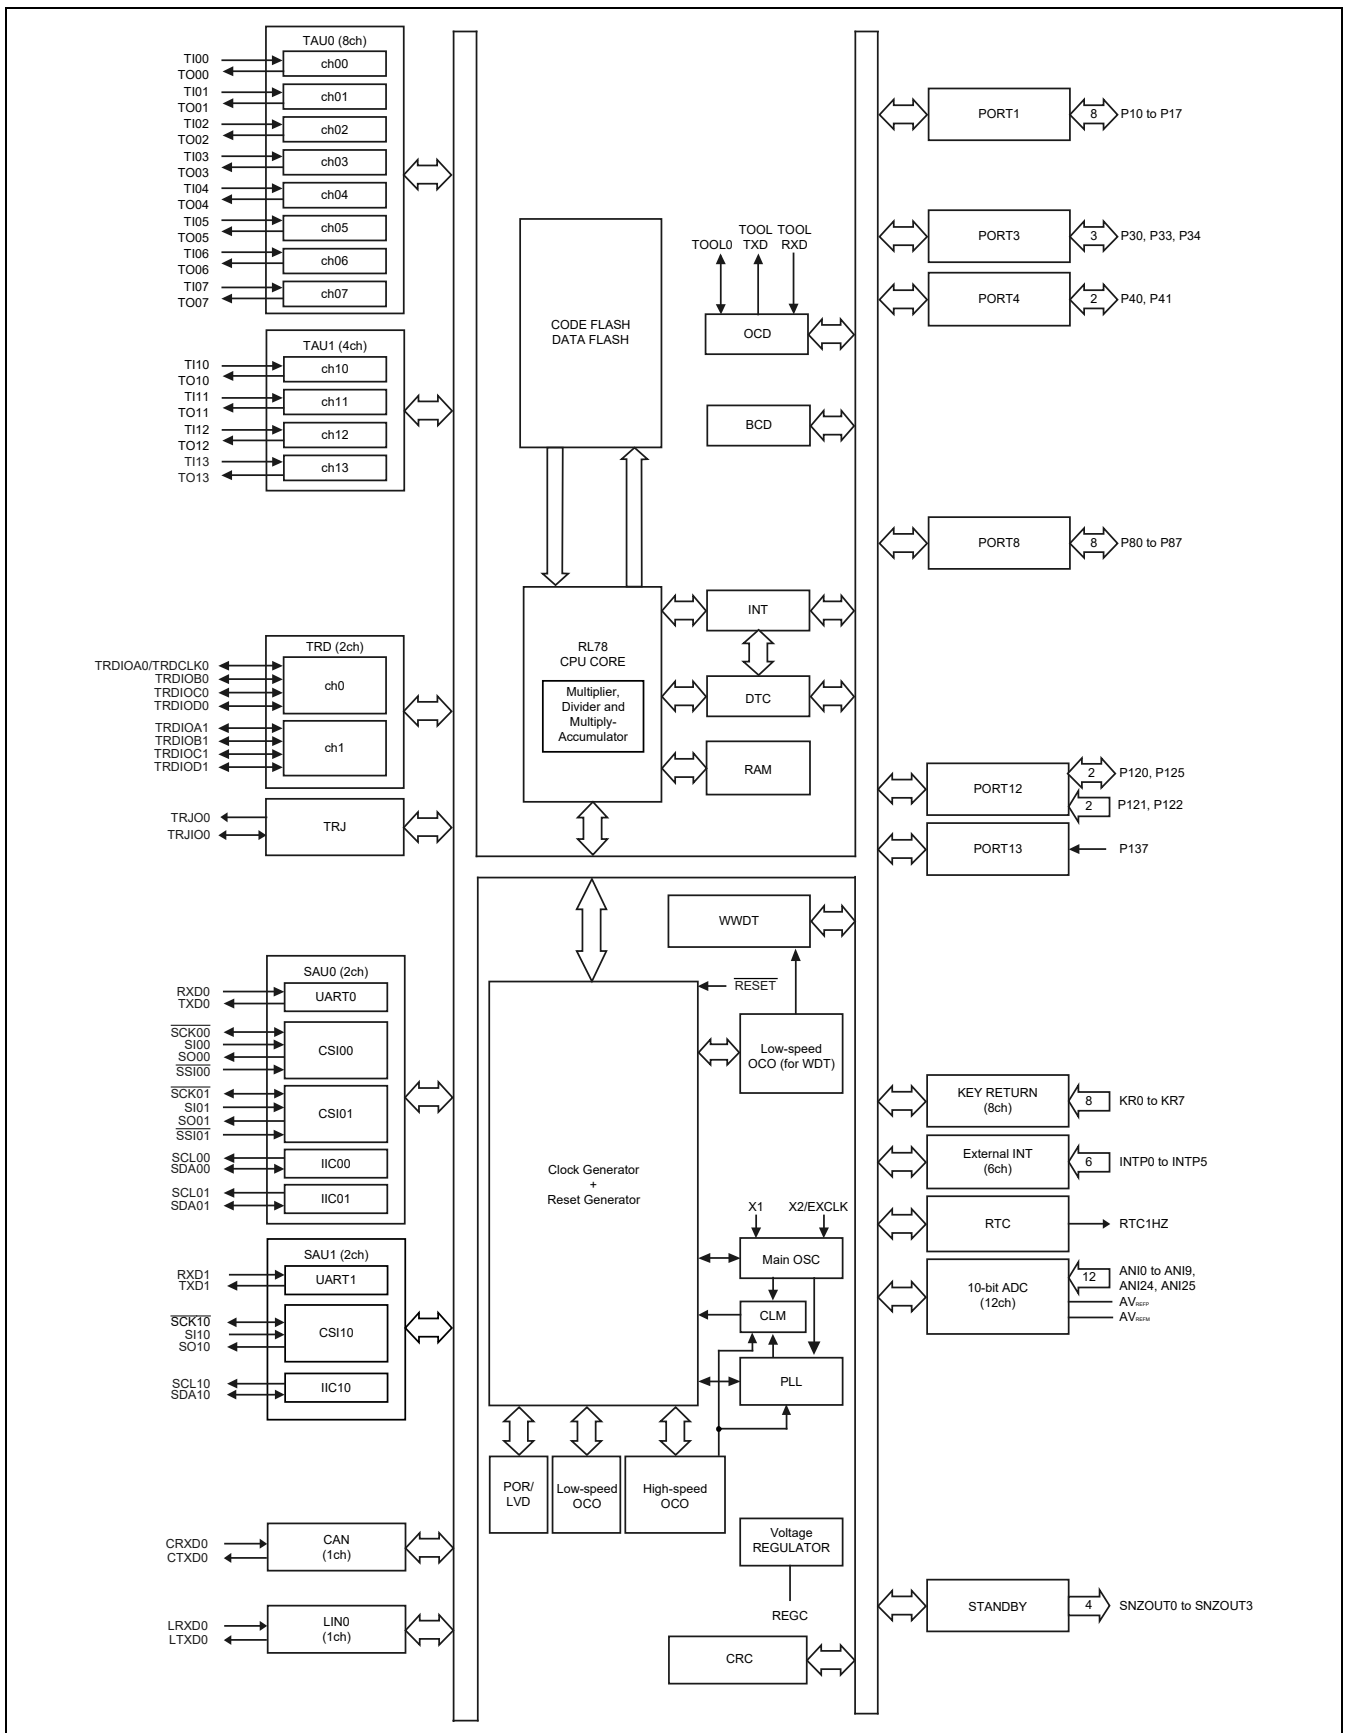 TAU0 (8ch)
TI00
TO00
ch00
TI01
TO01
ch01
TI02
TO02
ch02
TI03
TO03
ch03
TI04
TO04
ch04
TI05
TO05
ch05
TI06
TO06
ch06
TI07
TO07
ch07
TAU1 (4ch)
TI10
TO10
ch10
TI11
TO11
ch11
TI12
TO12
ch12
TI13
TO13
ch13
TRD (2ch)
TRDIOA0/TRDCLK0
TRDIOB0
TRDIOC0
TRDIOD0
ch0
TRDIOA1
TRDIOB1
TRDIOC1
TRDIOD1
ch1
TRJO0
TRJIO0
TRJ
SAU0 (2ch)
RXD0
TXD0
UART0
SCK00
SI00
SO00
SSI00
CSI00
SCK01
SI01
SO01
SSI01
CSI01
SCL00
SDA00
IIC00
SCL01
SDA01
IIC01
SAU1 (2ch)
RXD1
TXD1
UART1
SCK10
SI10
SO10
CSI10
SCL10
SDA10
IIC10
CRXD0
CTXD0
CAN
(1ch)
LRXD0
LTXD0
LIN0
(1ch)
CODE FLASH
DATA FLASH
TOOL0
TOOL
TXD
TOOL
RXD
OCD
BCD
RL78
CPU CORE
Multiplier,
Divider and
Multiply-
Accumulator
INT
DTC
RAM
WWDT
RESET
Low-speed
OCO (for WDT)
Clock Generator
+
Reset Generator
X1
X2/EXCLK
Main OSC
CLM
PLL
POR/
LVD
Low-speed
OCO
High-speed
OCO
Voltage
REGULATOR
REGC
CRC
PORT1
8
P10 to P17
PORT3
3
P30, P33, P34
PORT4
2
P40, P41
PORT8
8
P80 to P87
PORT12
2
P120, P125
2
P121, P122
PORT13
P137
KEY RETURN
(8ch)
8
KR0 to KR7
External INT
(6ch)
6
INTP0 to INTP5
RTC
RTC1HZ
10-bit ADC
(12ch)
12
ANI0 to ANI9,
ANI24, ANI25
AVREFP
AVREFM
STANDBY
4
SNZOUT0 to SNZOUT3